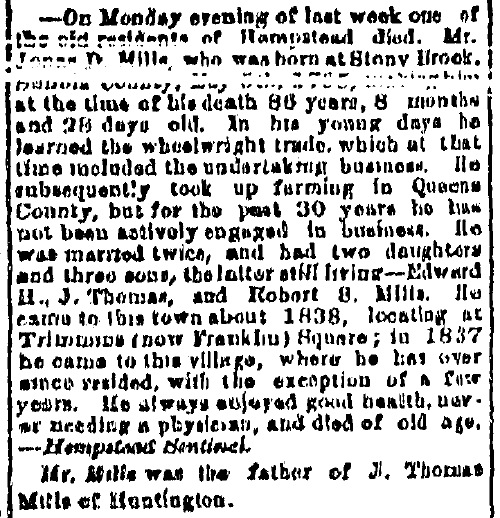 —On Monday evening of last week one of
the old residents of Hempstead died. Mr.
D. Mills, who was born at Stony Brook,
County,
at the time of his death 86 years, 8 months
and 28 days old. In his young days he
learned the wheelwright trade, which at that
time included the undertaking business. He
subsequently took up farming in Queens
County, but for the past 30 years he has
not been actively engaged in business. He
was married twice, and had two daughters
and three sons, the latter still living—Edward
H., J. Thomas, and Robert S. Mills. He
came to this town about 1838, locating at
Trimmins (now Franklin) Square; in 1837
he came to this village, where he has ever
since resided, with the exception of a few
years. He always enjoyed good health, nev-
er needing a physician, and died of old age.
—Hempstead Sentinel.
Mr. Mills was the father of J. Thomas
Mills of Huntington.